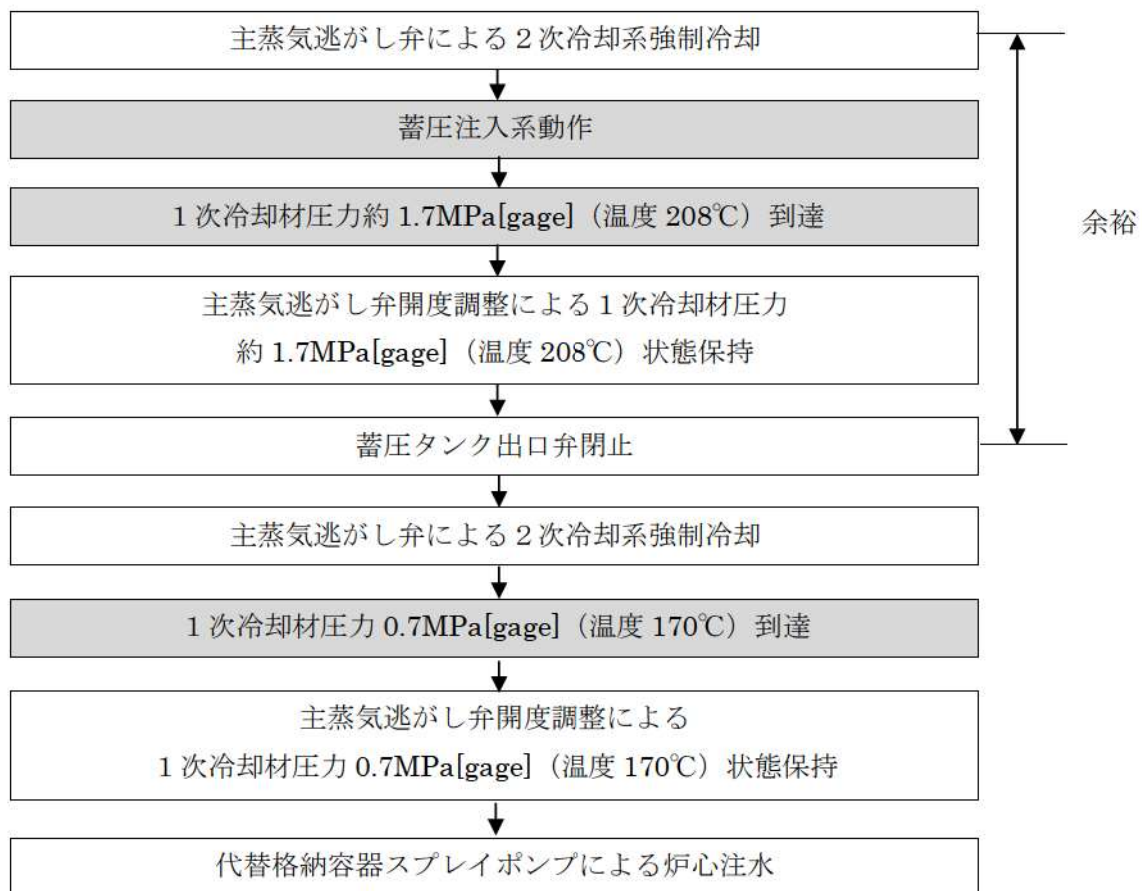 主蒸気逃がし弁による2次冷却系強制冷却
蓄圧注入系動作
1次冷却材圧力約 1.7MPa[gage]（温度 208℃）到達
余裕
主蒸気逃がし弁開度調整による1次冷却材圧力
約 1.7MPa[gage]（温度 208℃）状態保持
蓄圧タンク出口弁閉止
主蒸気逃がし弁による2次冷却系強制冷却
1次冷却材圧力 0.7MPa[gage]（温度 170℃）到達
主蒸気逃がし弁開度調整による
1次冷却材圧力 0.7MPa[gage]（温度 170℃）状態保持
代替格納容器スプレイポンプによる炉心注水